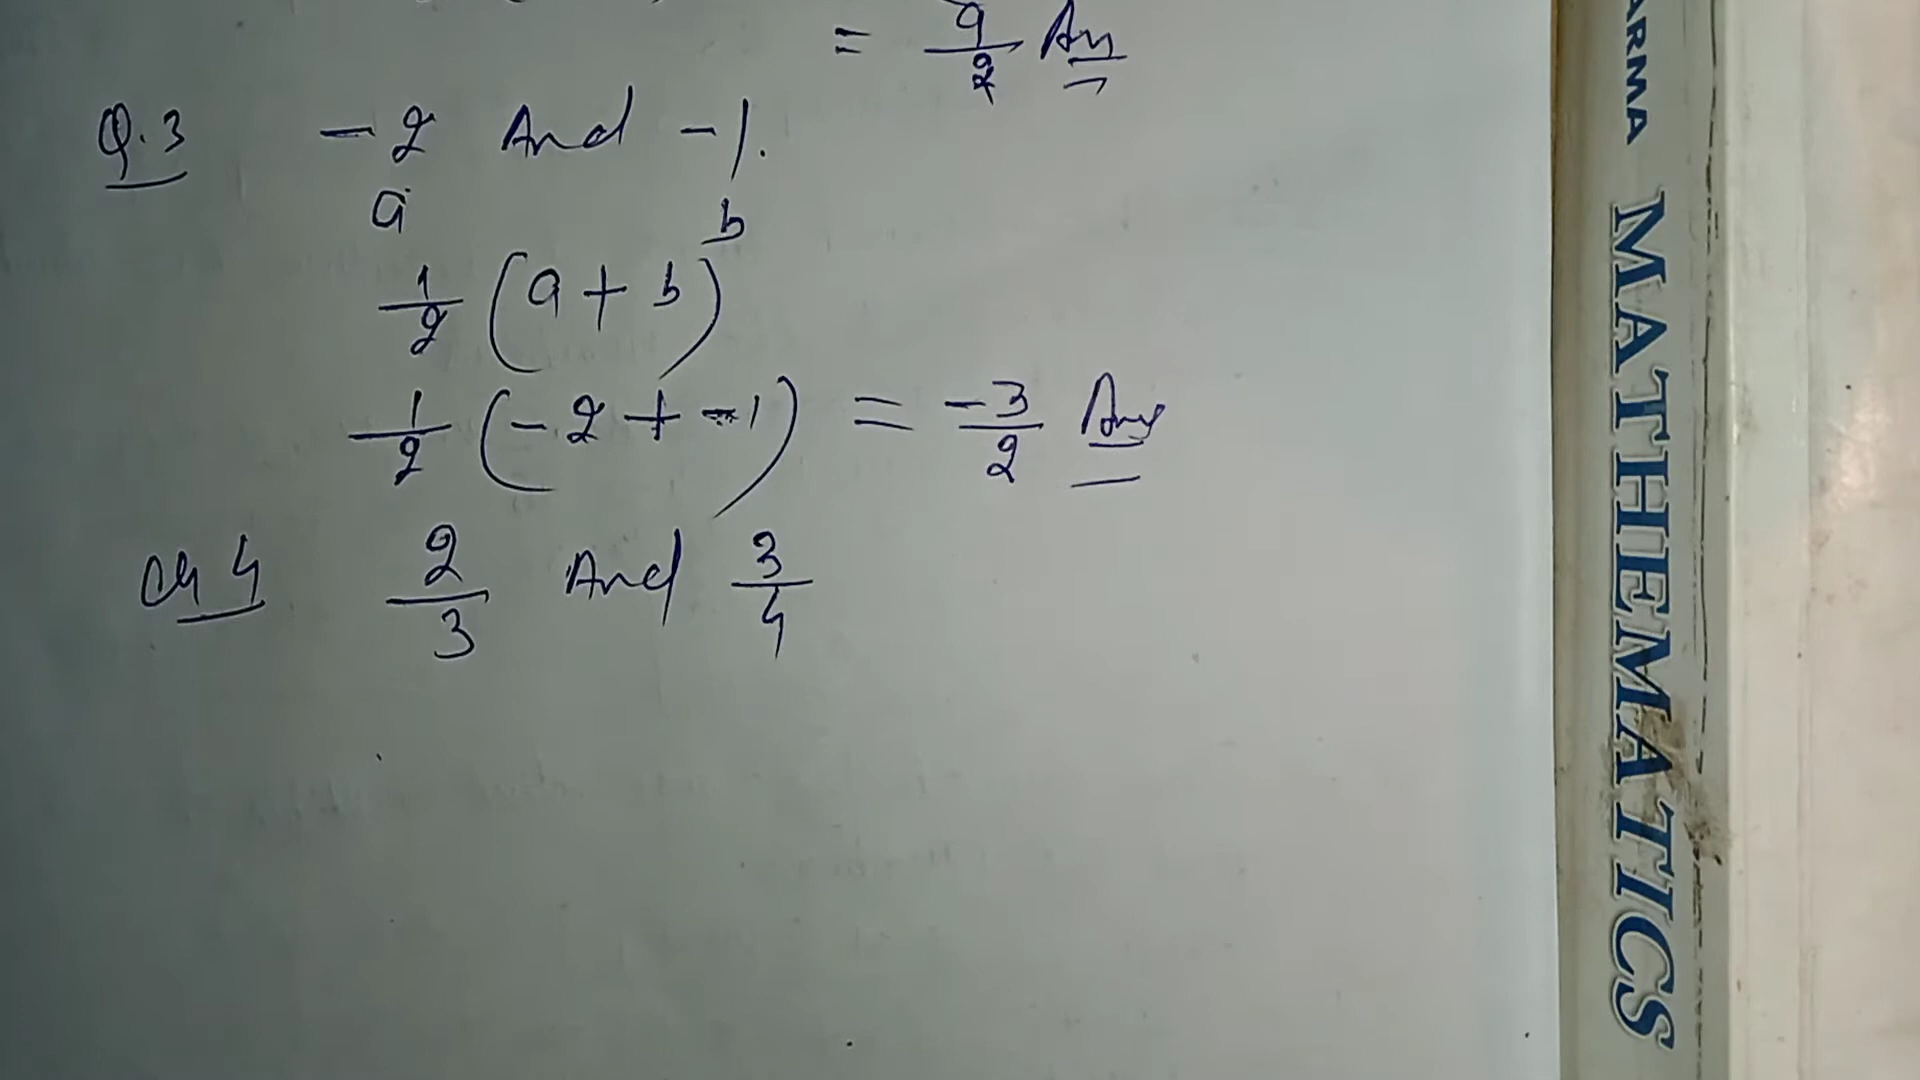 = 9/2 An
Q.3 -2 And -1.
a b
1/2 (a + b)
1/2 (-2 + -1) = -3/2 Ans
4 2/3 And 3/4
ARMA MATHEMATICS